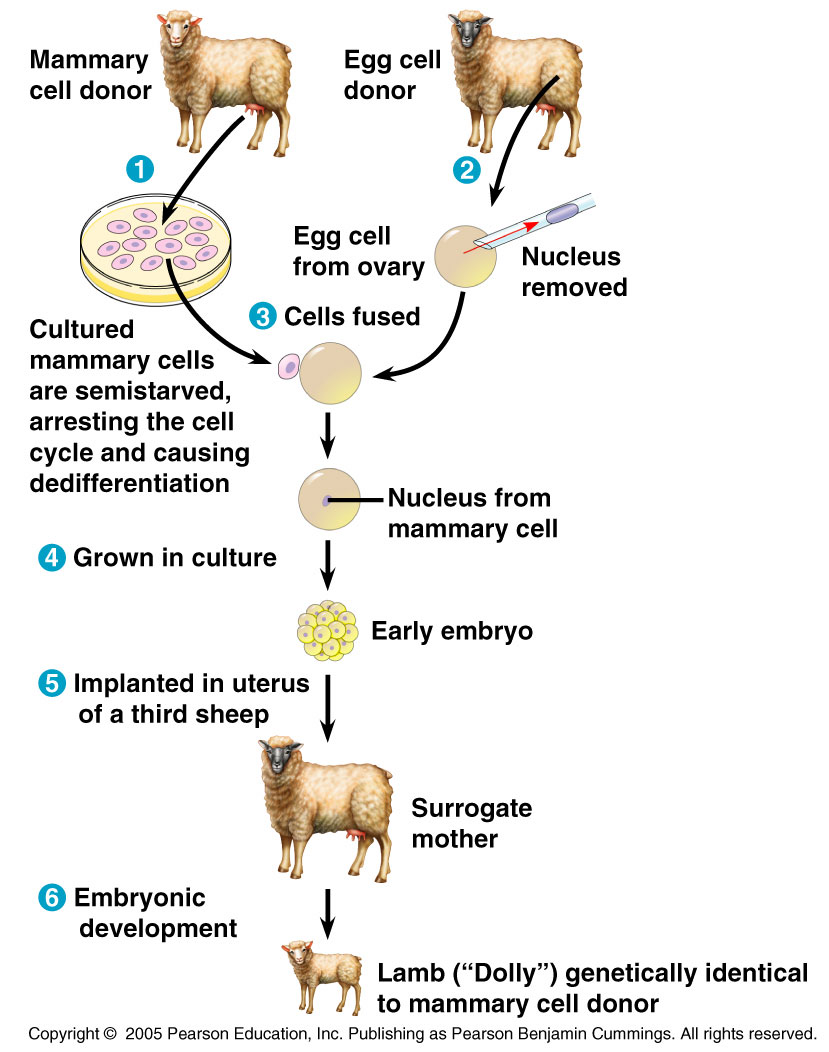 Mammary
cell donor
Egg cell
donor
1
2
Egg cell
from ovary
Nucleus
removed
3 Cells fused
Cultured
mammary cells
are semistarved,
arresting the cell
cycle and causing
dedifferentiation
Nucleus from
mammary cell
4 Grown in culture
Early embryo
5 Implanted in uterus
of a third sheep
Surrogate
mother
6 Embryonic
development
Lamb (“Dolly”) genetically identical
to mammary cell donor
Copyright © 2005 Pearson Education, Inc. Publishing as Pearson Benjamin Cummings. All rights reserved.